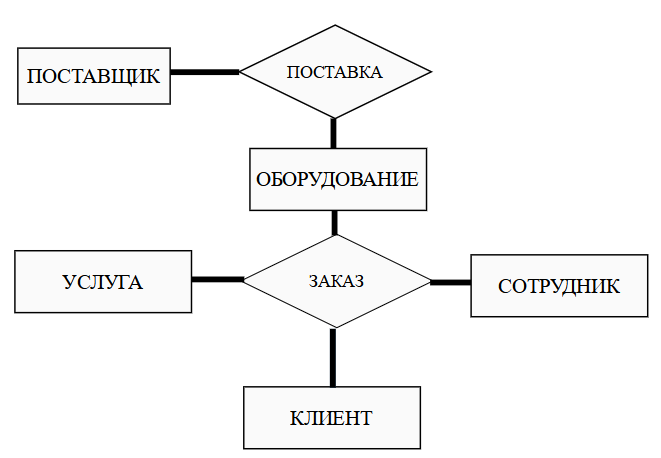 ПОСТАВЩИК
ПОСТАВКА
ОБОРУДОВАНИЕ
УСЛУГА
ЗАКАЗ
СОТРУДНИК
КЛИЕНТ